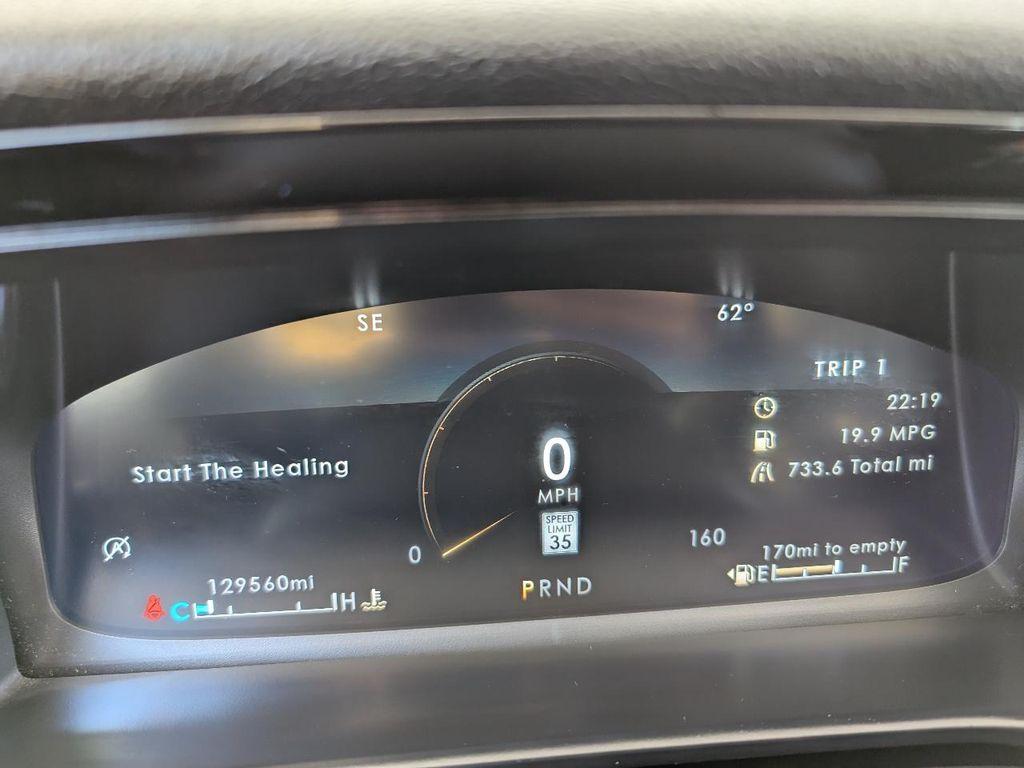 SE
62°
TRIP 1
22:19
19.9 MPG
733.6 Total mi
Start The Healing
0
MPH
SPEED
LIMIT
35
0
160
PRND
170mi to empty
E F
129560mi
C H
A